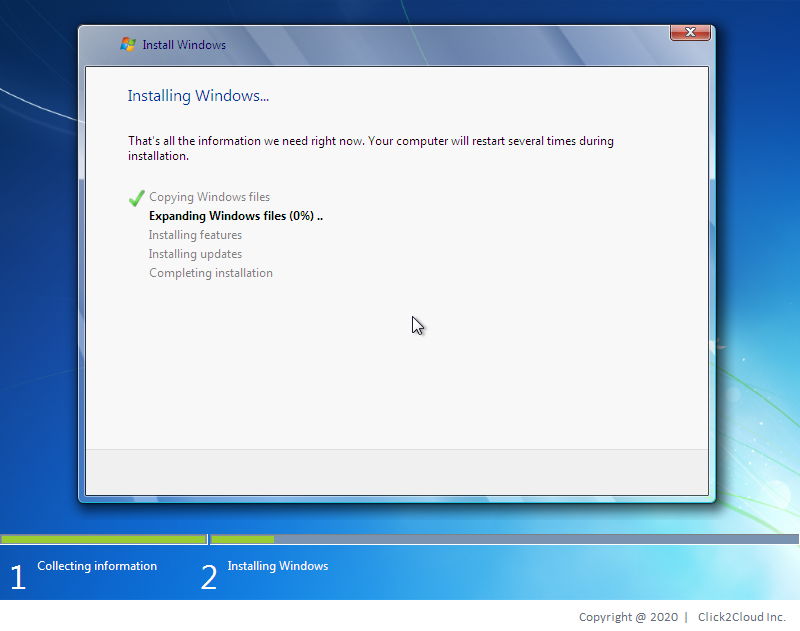 Install Windows
Installing Windows...
That's all the information we need right now. Your computer will restart several times during
installation.
Copying Windows files
Expanding Windows files (0%) ..
Installing features
Installing updates
Completing installation
1 Collecting information 2 Installing Windows
Copyright @ 2020 | Click2Cloud Inc.